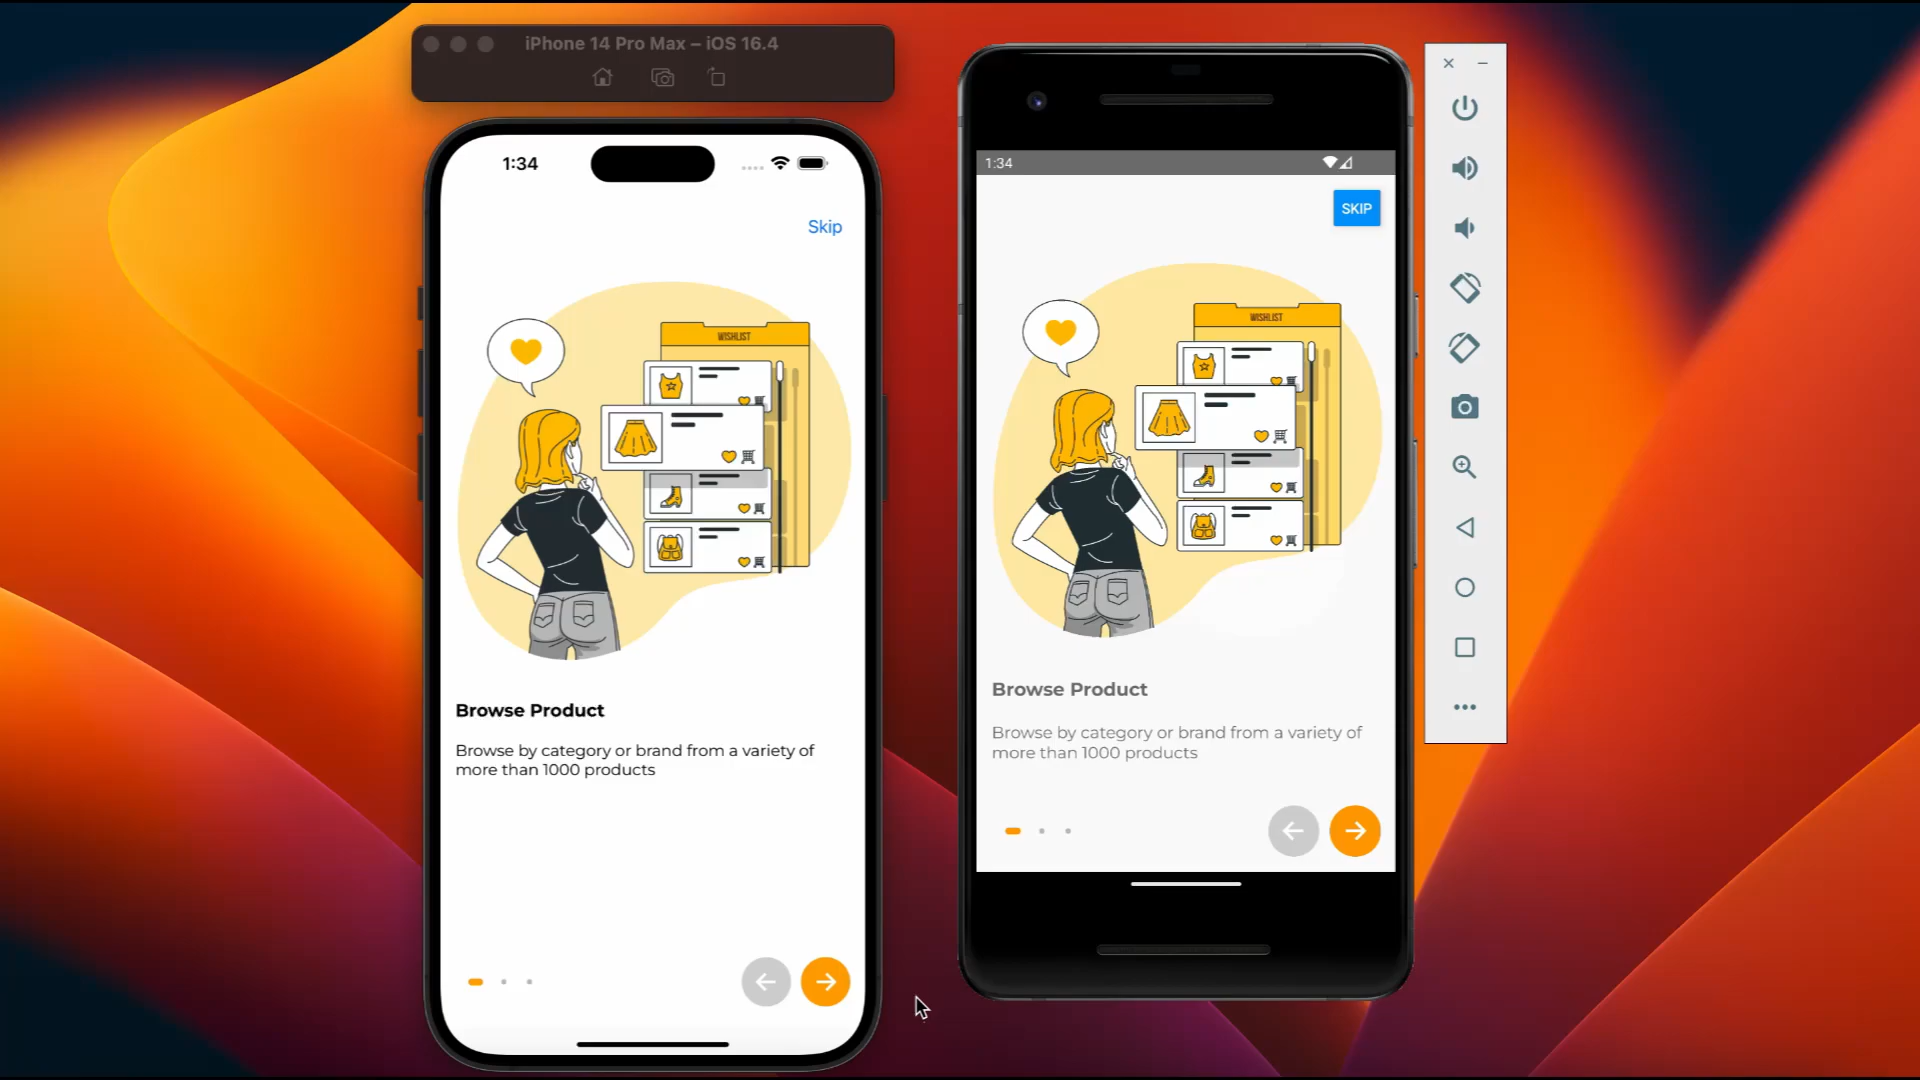 iPhone 14 Pro Max – iOS 16.4
1:34
Skip
WISHLIST
Browse Product
Browse by category or brand from a variety of
more than 1000 products
1:34
SKIP
WISHLIST
Browse Product
Browse by category or brand from a variety of
more than 1000 products